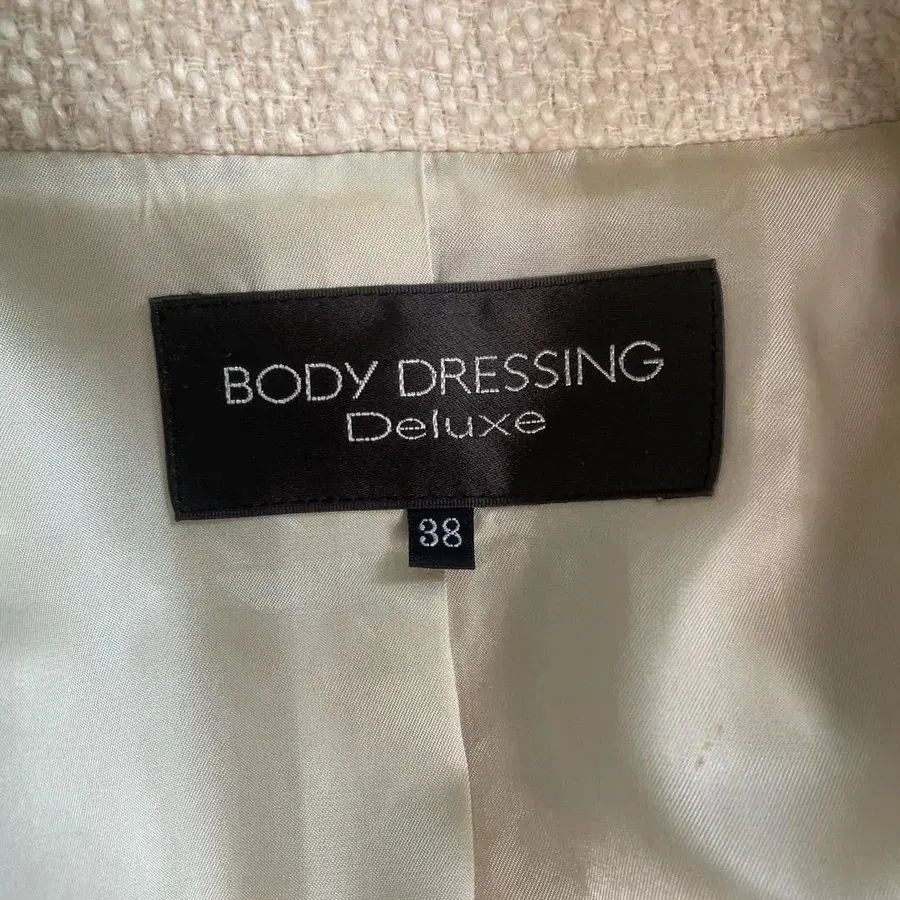 BODY DRESSING
Deluxe
38